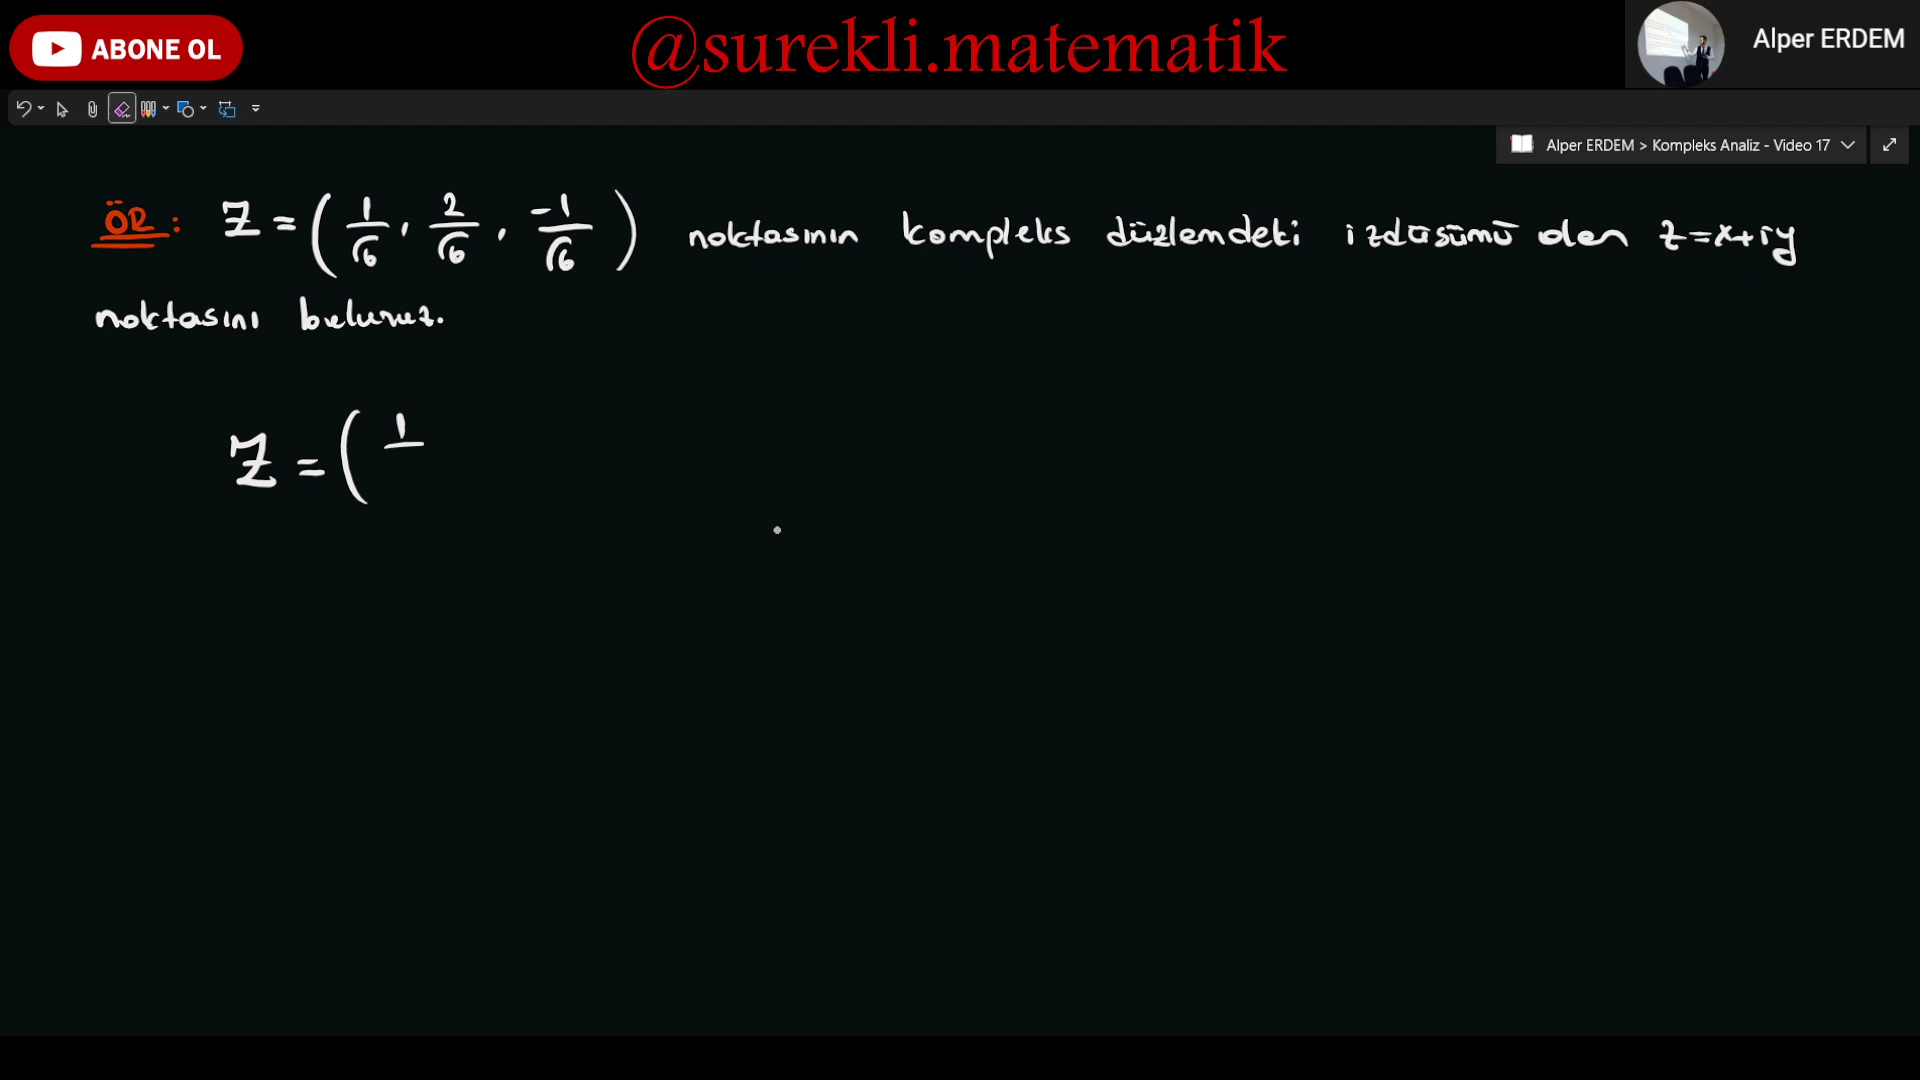 ABONE OL
@surekli.matematik
Alper ERDEM
Alper ERDEM > Kompleks Analiz - Video 17
ÖR: Z = (1/√6, 2/√6, -1/√6) noktasının kompleks düzlemdeki izdüşümü olan z=x+iy
noktasını belirleyiniz.
Z = ( 1